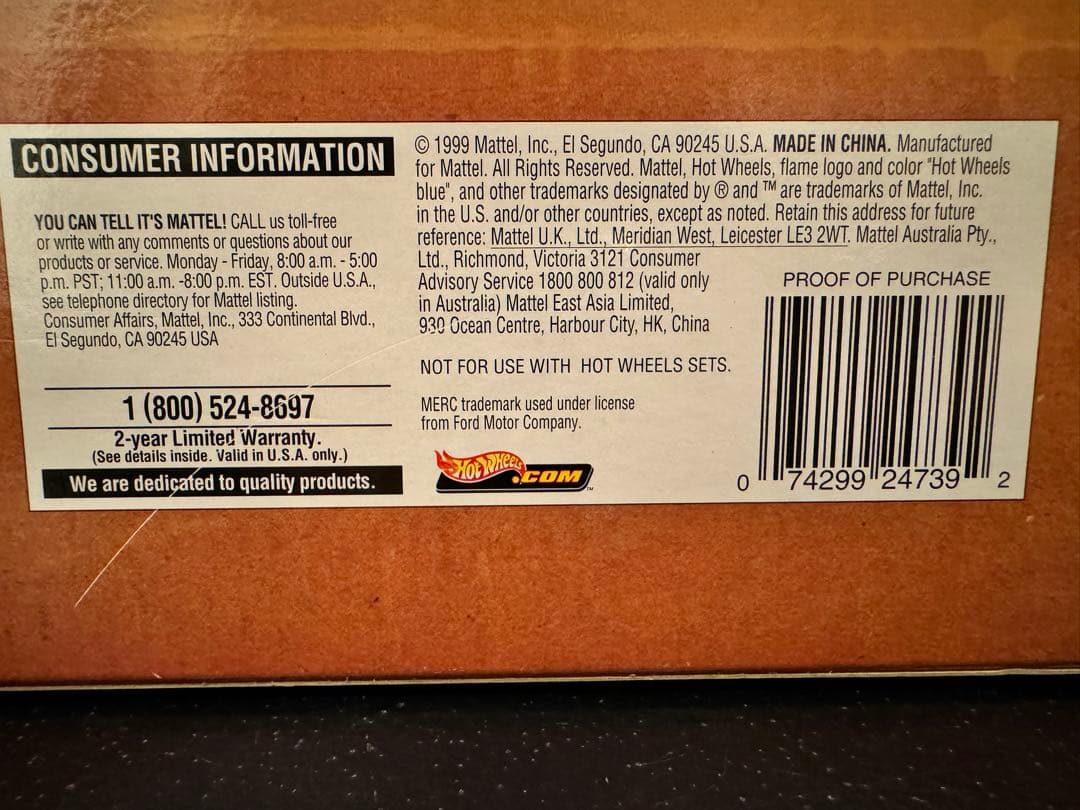 CONSUMER INFORMATION
YOU CAN TELL IT'S MATTEL! CALL us toll-free
or write with any comments or questions about our
products or service. Monday - Friday, 8:00 a.m. - 5:00
p.m. PST; 11:00 a.m. -8:00 p.m. EST. Outside U.S.A.,
see telephone directory for Mattel listing.
Consumer Affairs, Mattel, Inc., 333 Continental Blvd.,
El Segundo, CA 90245 USA
1 (800) 524-8697
2-year Limited Warranty.
(See details inside. Valid in U.S.A. only.)
We are dedicated to quality products.
© 1999 Mattel, Inc., El Segundo, CA 90245 U.S.A. MADE IN CHINA. Manufactured
for Mattel. All Rights Reserved. Mattel, Hot Wheels, flame logo and color "Hot Wheels
blue", and other trademarks designated by ® and ™ are trademarks of Mattel, Inc.
in the U.S. and/or other countries, except as noted. Retain this address for future
reference: Mattel U.K., Ltd., Meridian West, Leicester LE3 2WT. Mattel Australia Pty.,
Ltd., Richmond, Victoria 3121 Consumer
Advisory Service 1800 800 812 (valid only
in Australia) Mattel East Asia Limited,
930 Ocean Centre, Harbour City, HK, China
NOT FOR USE WITH HOT WHEELS SETS.
MERC trademark used under license
from Ford Motor Company.
Hot Wheels
.COM ™
PROOF OF PURCHASE
0 74299 24739 2